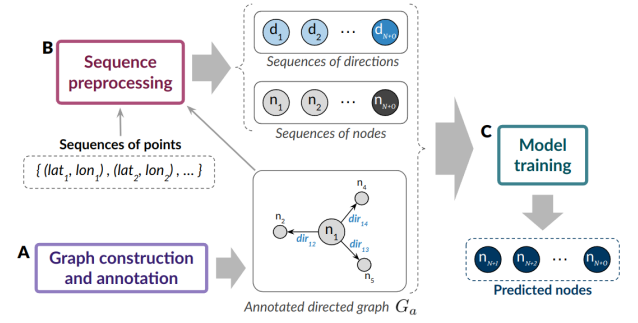 B
Sequence
preprocessing
d1 d2 ... dN+O
Sequences of directions
n1 n2 ... nN+O
Sequences of nodes
Sequences of points
{ (lat1, lon1) , (lat2, lon2) , ... }
C
Model
training
A
Graph construction
and annotation
n4
n2
n1
dir14
dir12
dir13
n5
Annotated directed graph Ga
nN+1 nN+2 ... nN+O
Predicted nodes